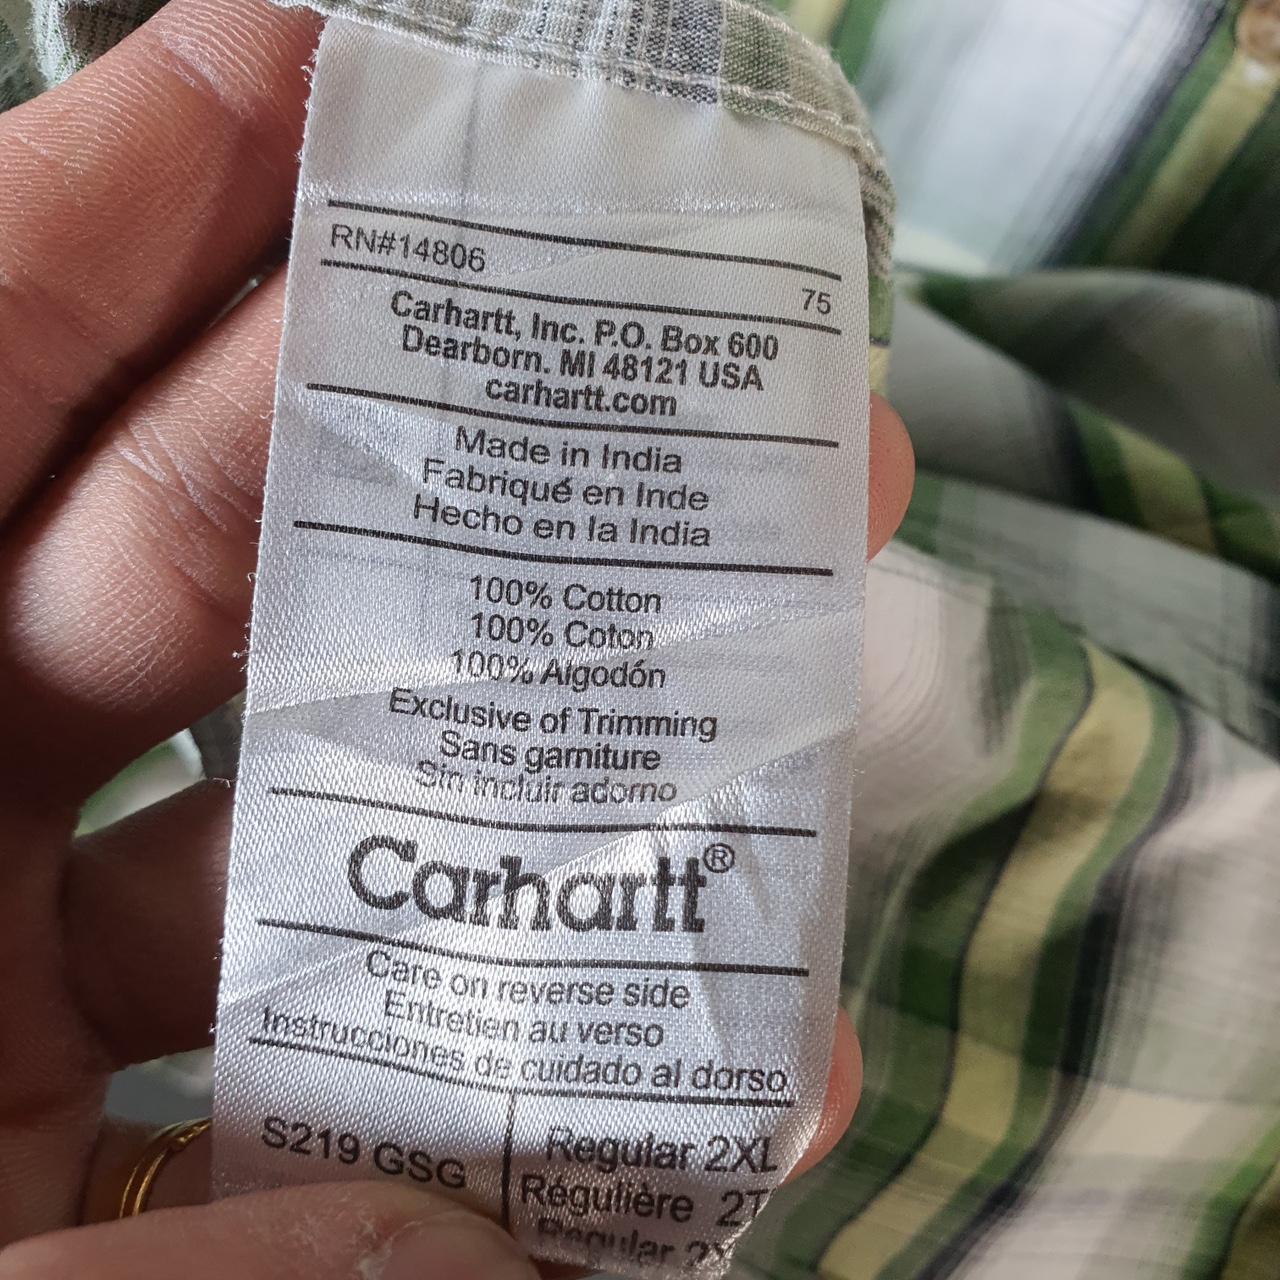 RN#14806
75
Carhartt, Inc. P.O. Box 600
Dearborn. MI 48121 USA
carhartt.com
Made in India
Fabriqué en Inde
Hecho en la India
100% Cotton
100% Coton
100% Algodón
Exclusive of Trimming
Sans garniture
Sin incluir adorno
Carhartt®
Care on reverse side
Entretien au verso
Instrucciones de cuidado al dorso
S219 GSG
Regular 2XL
Régulière 2T
Regular